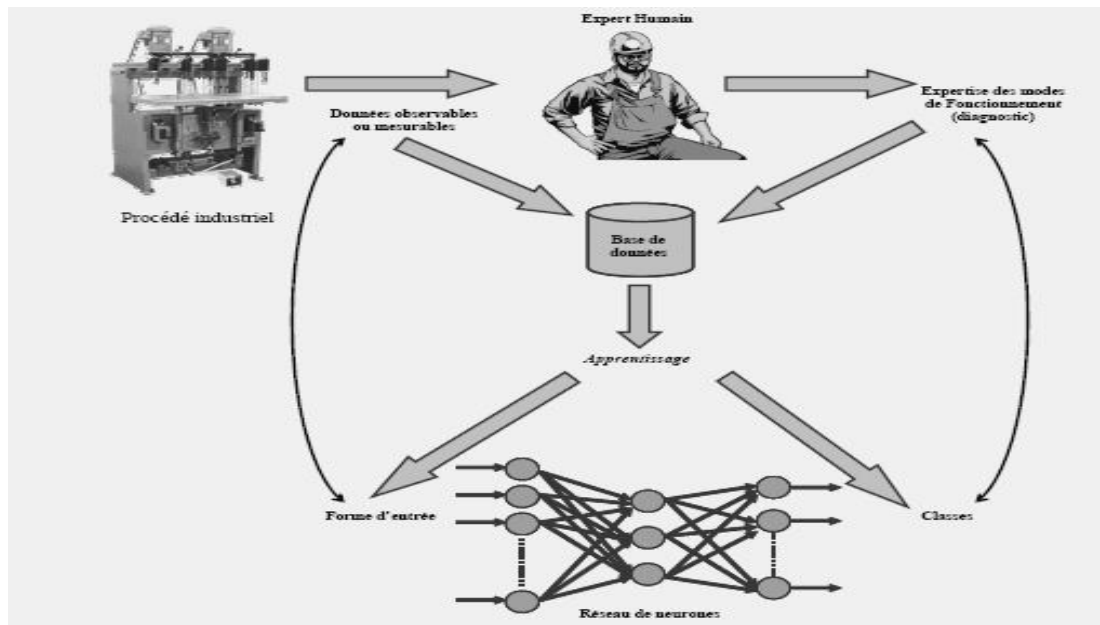 Expert Humain
Données observables
ou mesurables
Expertise des modes
de Fonctionnement
(diagnostic)
Procédé industriel
Base de
données
Apprentissage
Forme d'entrée
Classes
Réseau de neurones